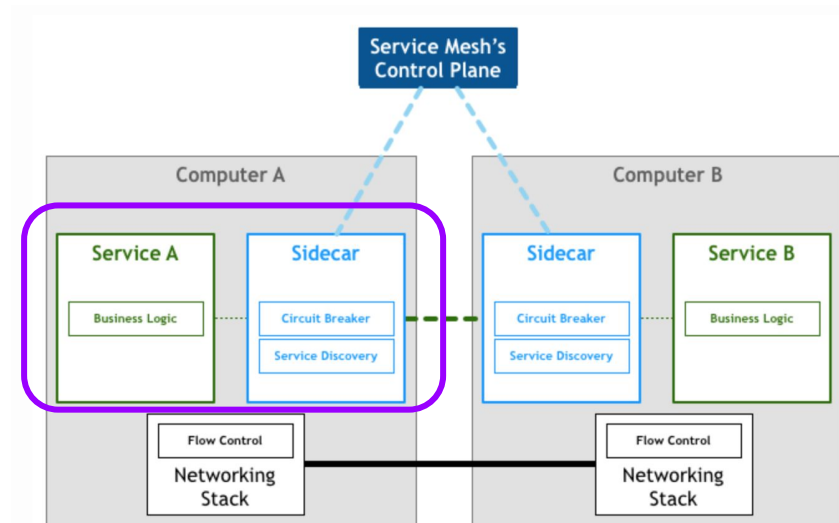 Service Mesh's
Control Plane
Computer A
Computer B
Service A
Sidecar
Sidecar
Service B
Business Logic
Circuit Breaker
Circuit Breaker
Business Logic
Service Discovery
Service Discovery
Flow Control
Flow Control
Networking
Stack
Networking
Stack